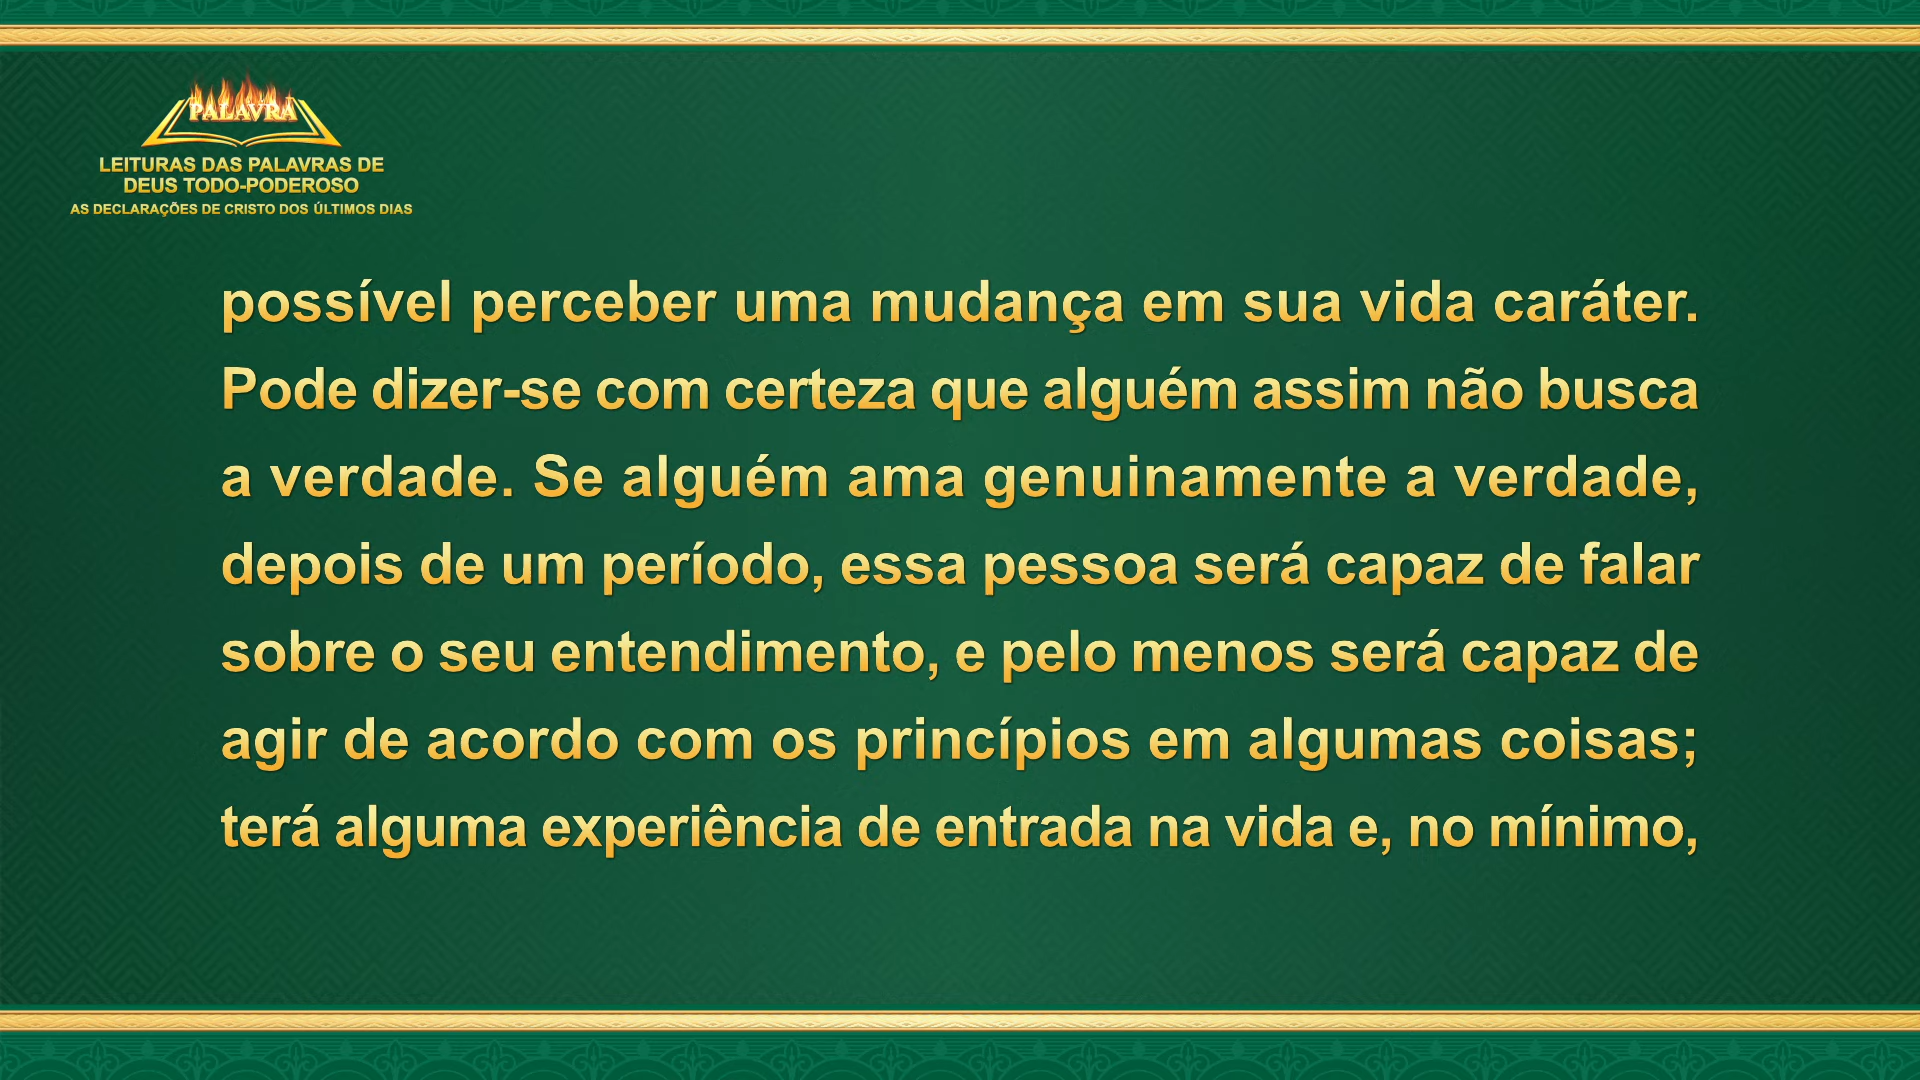 PALAVRA
LEITURAS DAS PALAVRAS DE
DEUS TODO-PODEROSO
AS DECLARAÇÕES DE CRISTO DOS ÚLTIMOS DIAS
possível perceber uma mudança em sua vida caráter.
Pode dizer-se com certeza que alguém assim não busca
a verdade. Se alguém ama genuinamente a verdade,
depois de um período, essa pessoa será capaz de falar
sobre o seu entendimento, e pelo menos será capaz de
agir de acordo com os princípios em algumas coisas;
terá alguma experiência de entrada na vida e, no mínimo,